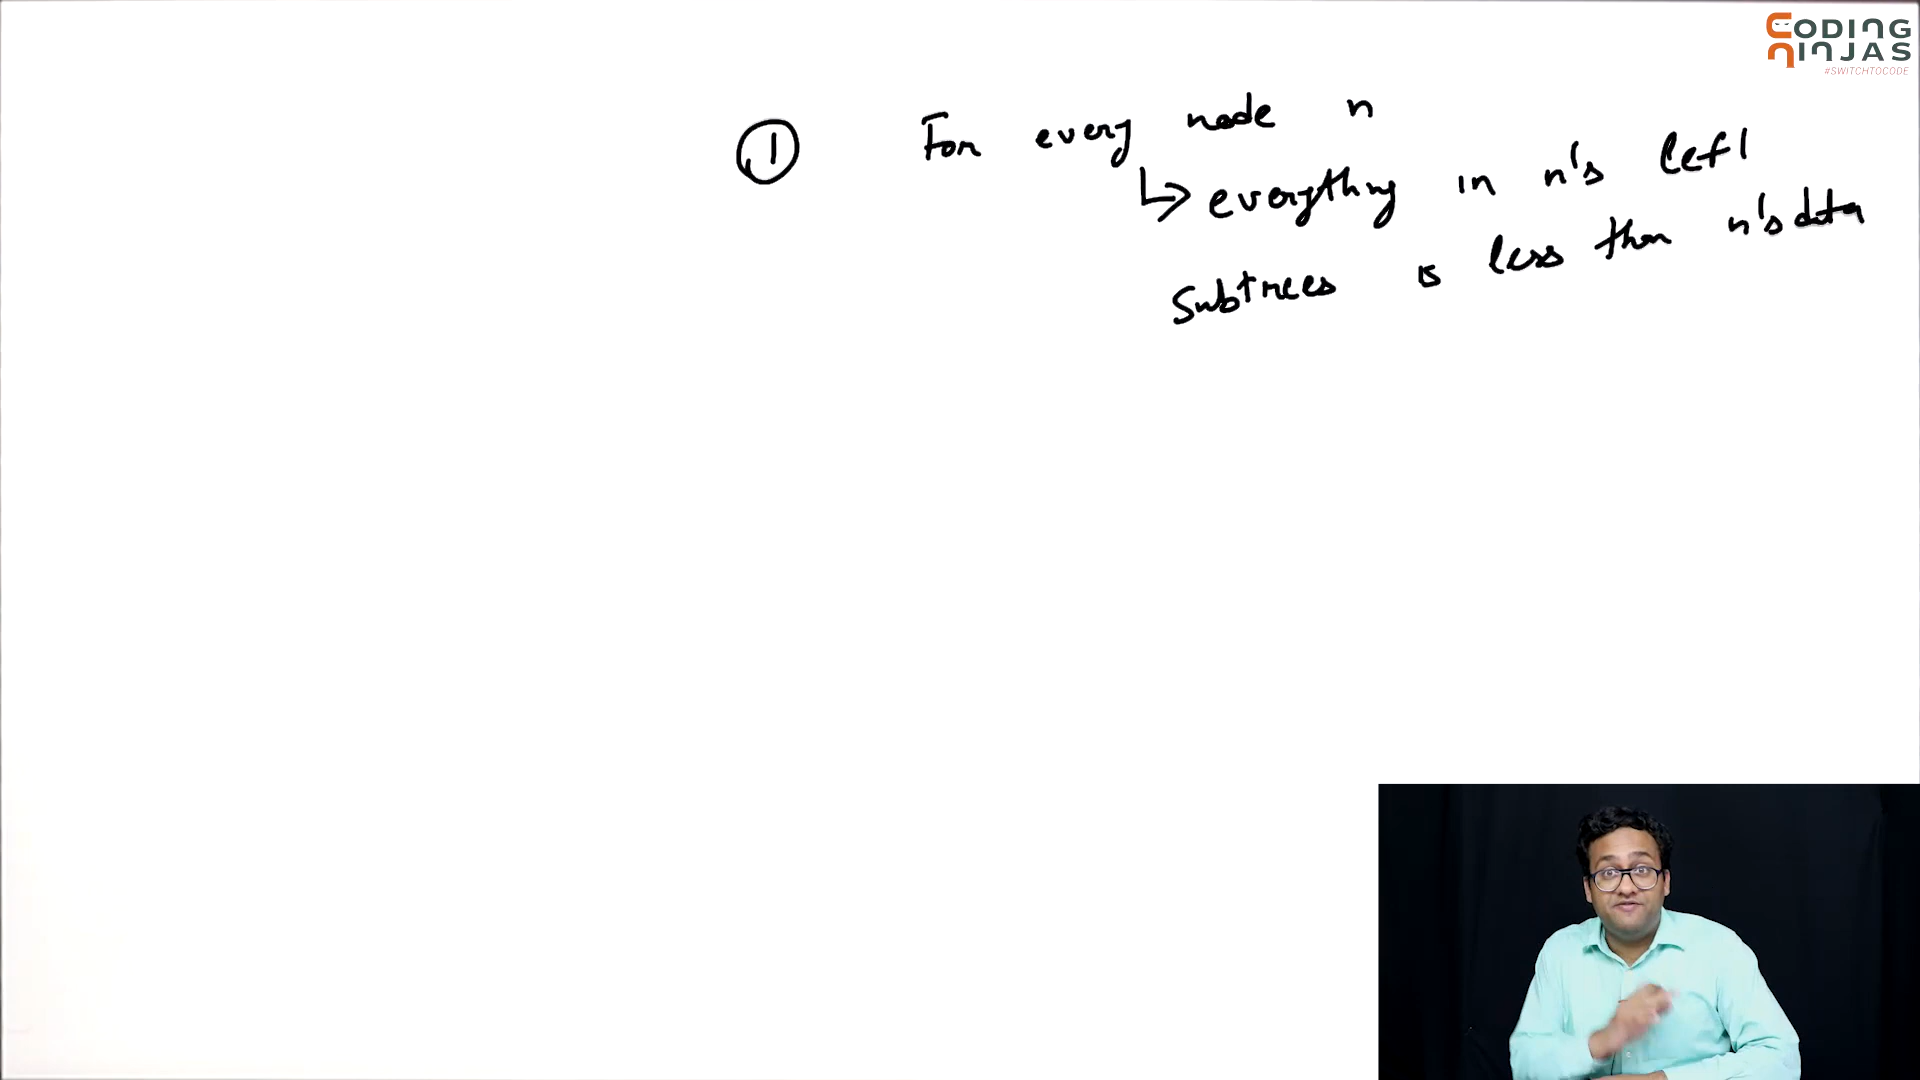 CODING
NINJAS
#SWITCHTOCODE
① For every node n
↳ everything in n's left
subtrees is less than n's data